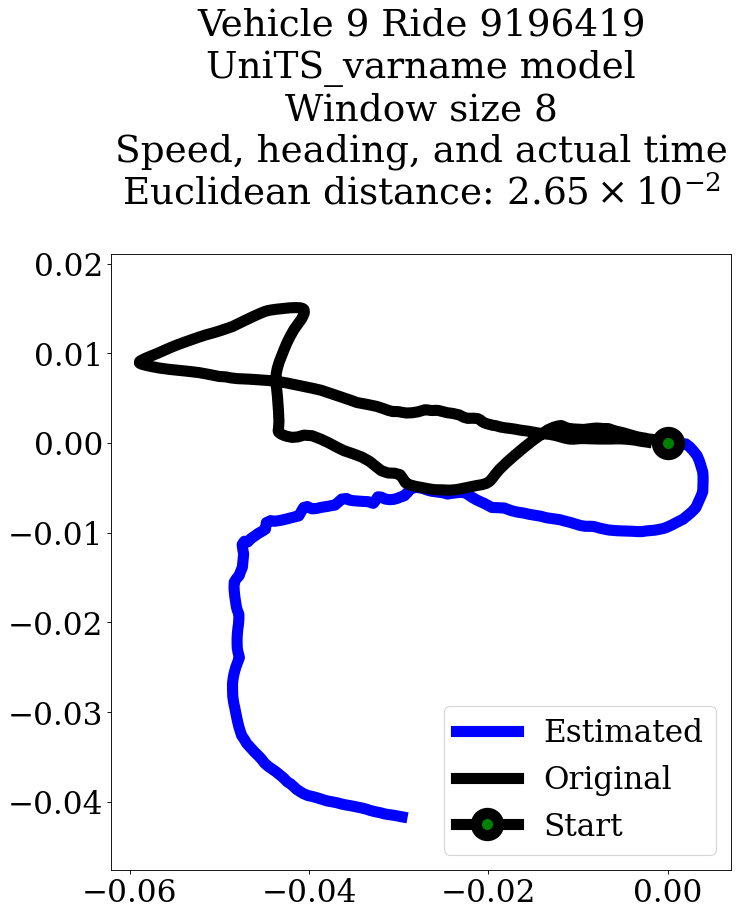 Vehicle 9 Ride 9196419
UniTS_varname model
Window size 8
Speed, heading, and actual time
Euclidean distance: 2.65 × 10⁻²
0.02
0.01
0.00
−0.01
−0.02
−0.03
−0.04
Estimated
Original
Start
−0.06
−0.04
−0.02
0.00